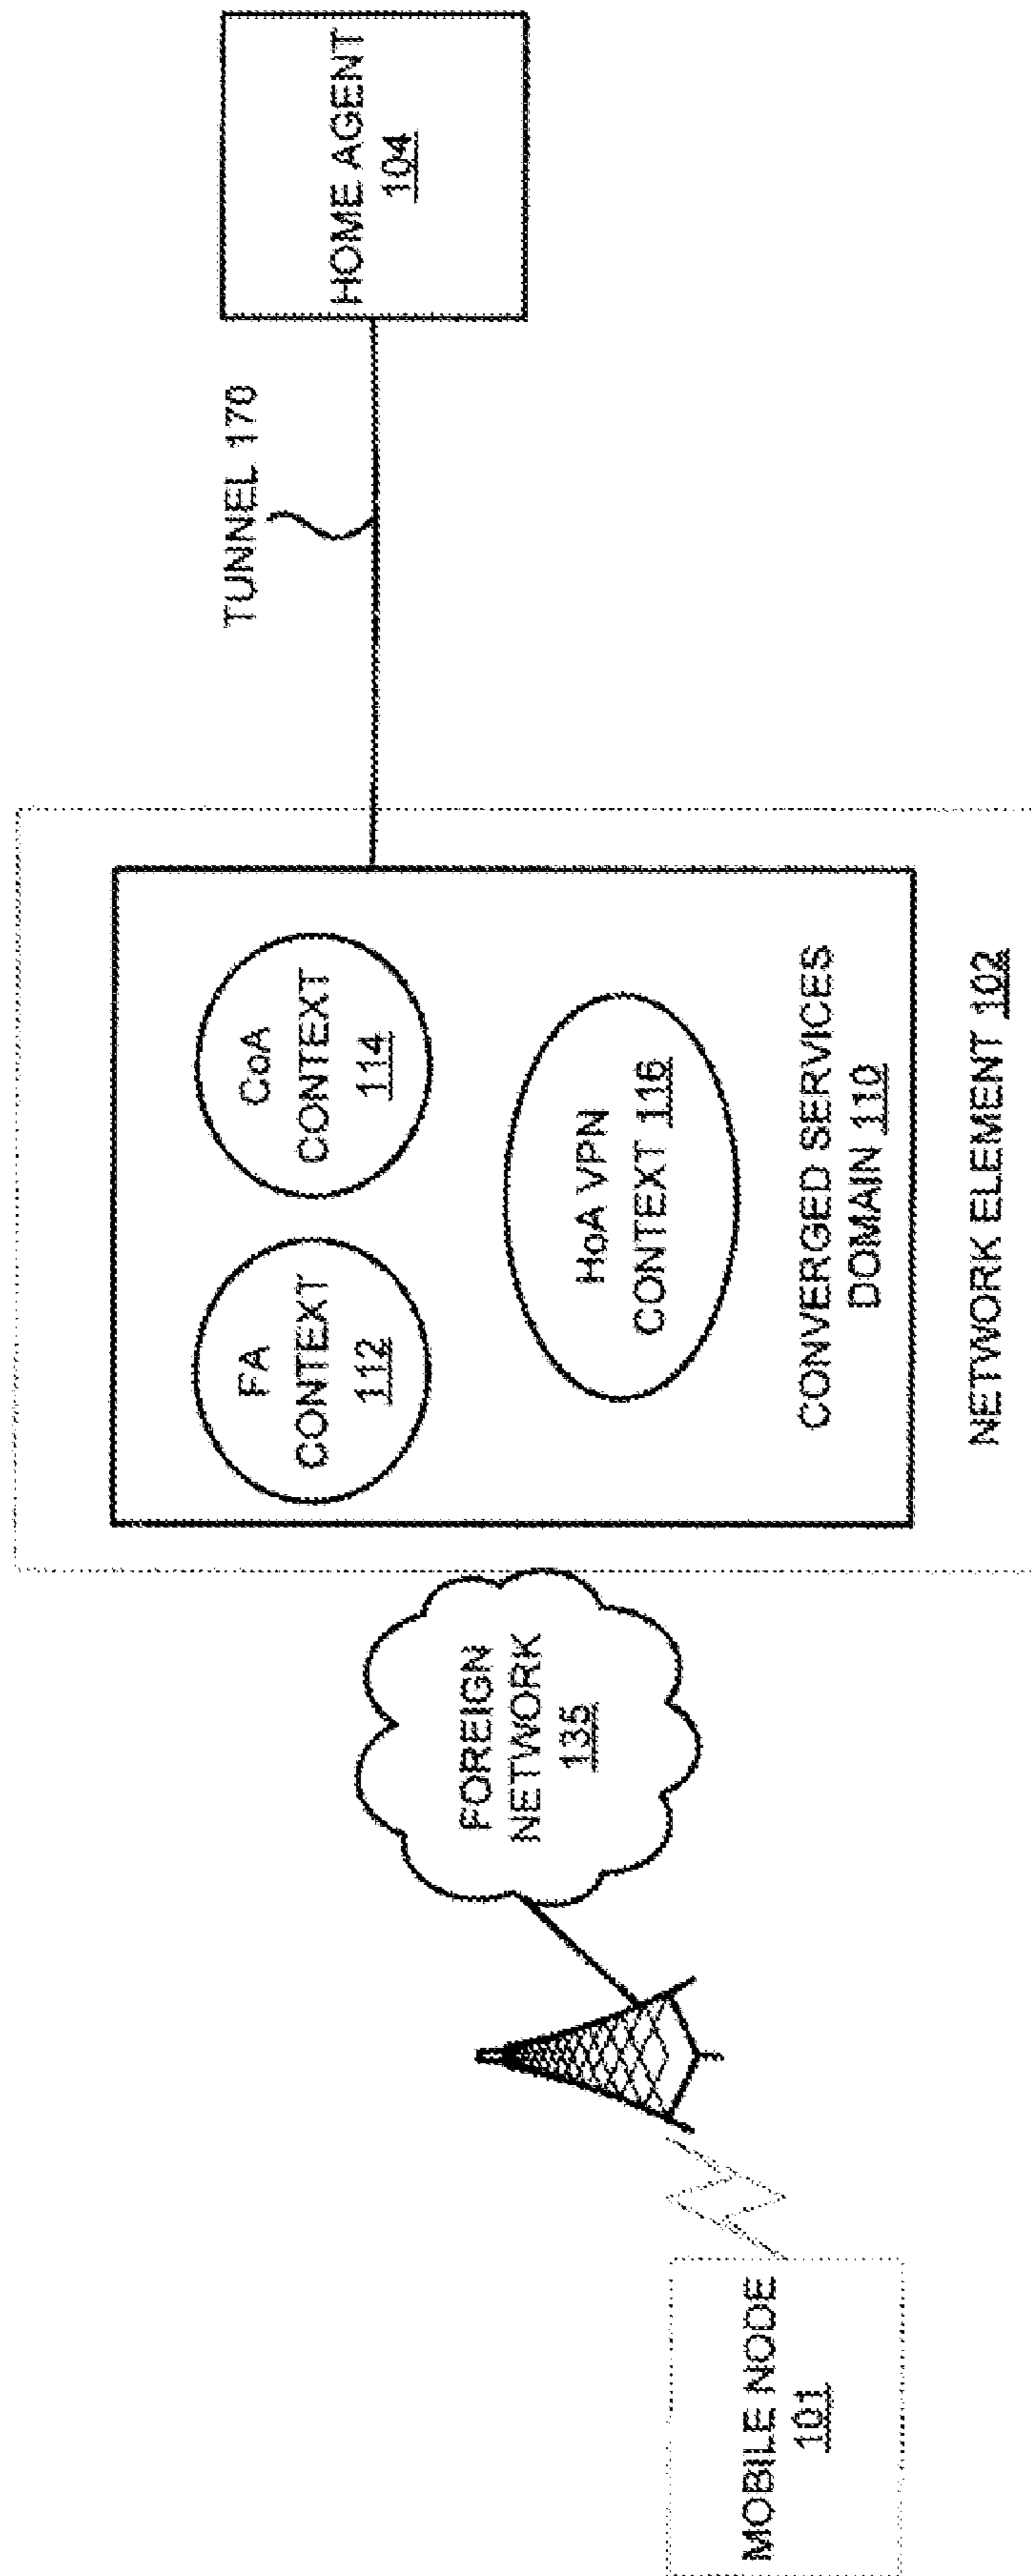 MOBILE NODE
101
FOREIGN
NETWORK
135
FA
CONTEXT
112
CoA
CONTEXT
114
HoA VPN
CONTEXT 116
CONVERGED SERVICES
DOMAIN 110
NETWORK ELEMENT 102
TUNNEL 170
HOME AGENT
104